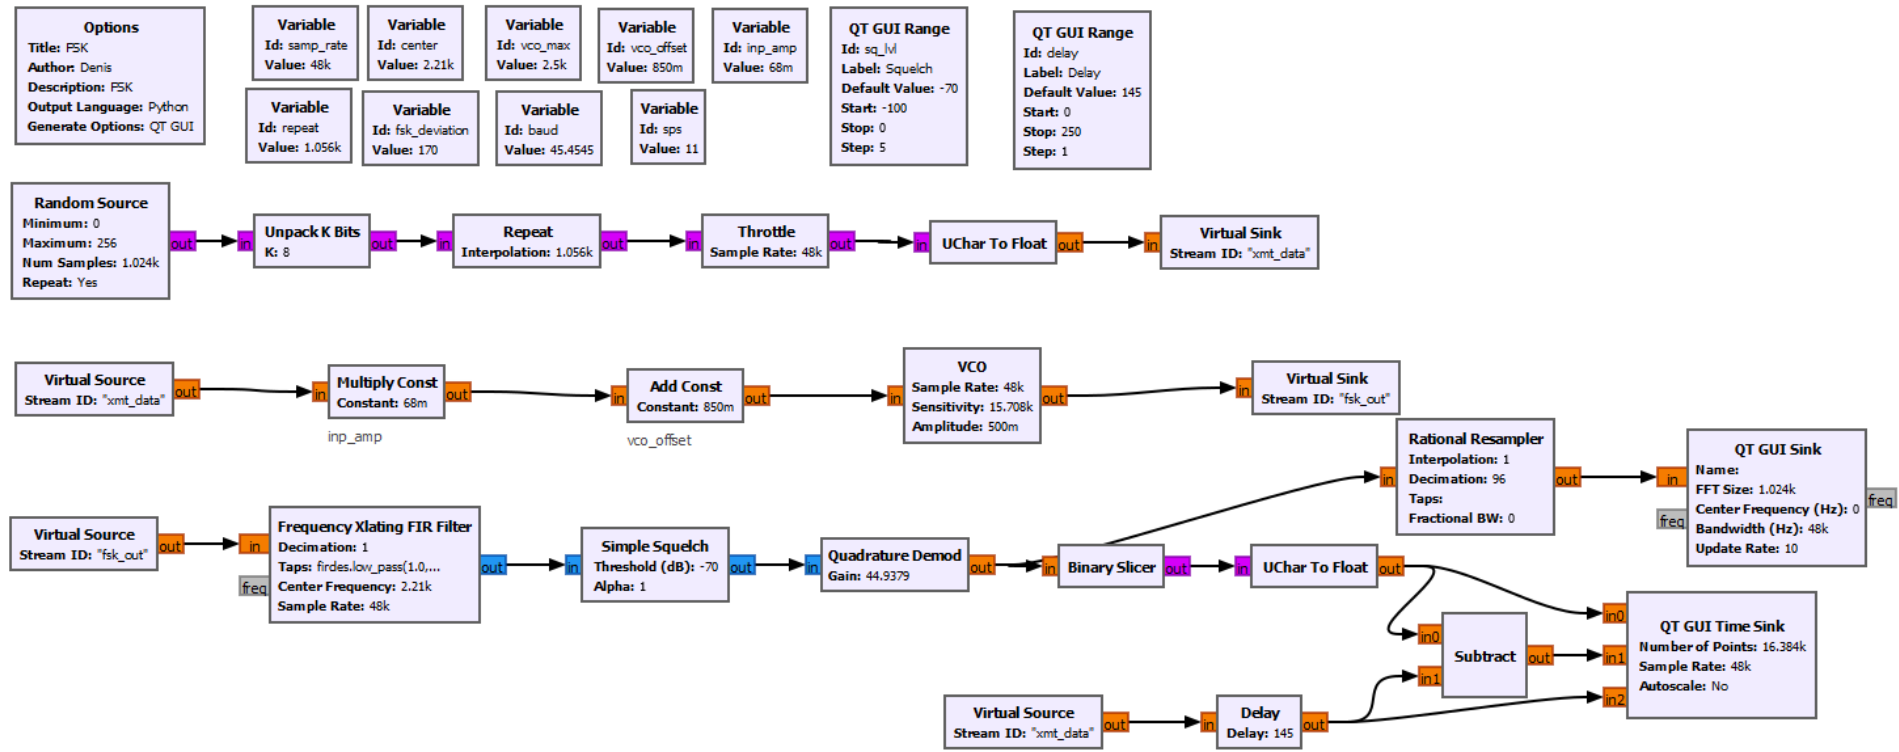 Options
Title: FSK
Author: Denis
Description: FSK
Output Language: Python
Generate Options: QT GUI
Variable
Id: samp_rate
Value: 48k
Variable
Id: center
Value: 2.21k
Variable
Id: vco_max
Value: 2.5k
Variable
Id: vco_offset
Value: 850m
Variable
Id: inp_amp
Value: 68m
Variable
Id: repeat
Value: 1.056k
Variable
Id: fsk_deviation
Value: 170
Variable
Id: baud
Value: 45.4545
Variable
Id: sps
Value: 11
QT GUI Range
Id: sq_lvl
Label: Squelch
Default Value: -70
Start: -100
Stop: 0
Step: 5
QT GUI Range
Id: delay
Label: Delay
Default Value: 145
Start: 0
Stop: 250
Step: 1
Random Source
Minimum: 0
Maximum: 256
Num Samples: 1.024k
Repeat: Yes
out
in
Unpack K Bits
K: 8
out
in
Repeat
Interpolation: 1.056k
out
in
Throttle
Sample Rate: 48k
out
in
UChar To Float
out
in
Virtual Sink
Stream ID: "xmt_data"
Virtual Source
Stream ID: "xmt_data"
out
in
Multiply Const
Constant: 68m
out
inp_amp
in
Add Const
Constant: 850m
out
vco_offset
in
VCO
Sample Rate: 48k
Sensitivity: 15.708k
Amplitude: 500m
out
in
Virtual Sink
Stream ID: "fsk_out"
Virtual Source
Stream ID: "fsk_out"
out
in
freq
Frequency Xlating FIR Filter
Decimation: 1
Taps: firdes.low_pass(1.0,...
Center Frequency: 2.21k
Sample Rate: 48k
out
in
Simple Squelch
Threshold (dB): -70
Alpha: 1
out
in
Quadrature Demod
Gain: 44.9379
out
in
Binary Slicer
out
in
UChar To Float
out
in
Rational Resampler
Interpolation: 1
Decimation: 96
Taps:
Fractional BW: 0
out
in
freq
QT GUI Sink
Name:
FFT Size: 1.024k
Center Frequency (Hz): 0
Bandwidth (Hz): 48k
Update Rate: 10
freq
in0
in1
Subtract
out
in0
in1
in2
QT GUI Time Sink
Number of Points: 16.384k
Sample Rate: 48k
Autoscale: No
Virtual Source
Stream ID: "xmt_data"
out
in
Delay
Delay: 145
out